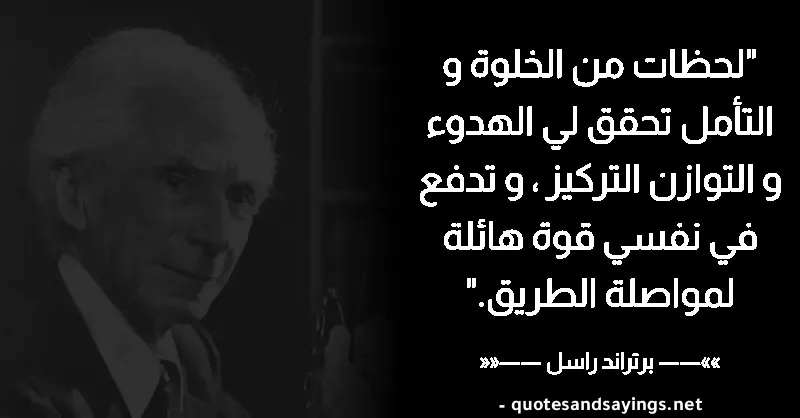 "لحظات من الخلوة و
التأمل تحقق لي الهدوء
و التوازن التركيز ، و تدفع
في نفسي قوة هائلة
لمواصلة الطريق."
»»—— برتراند راسل ——««
- quotesandsayings.net